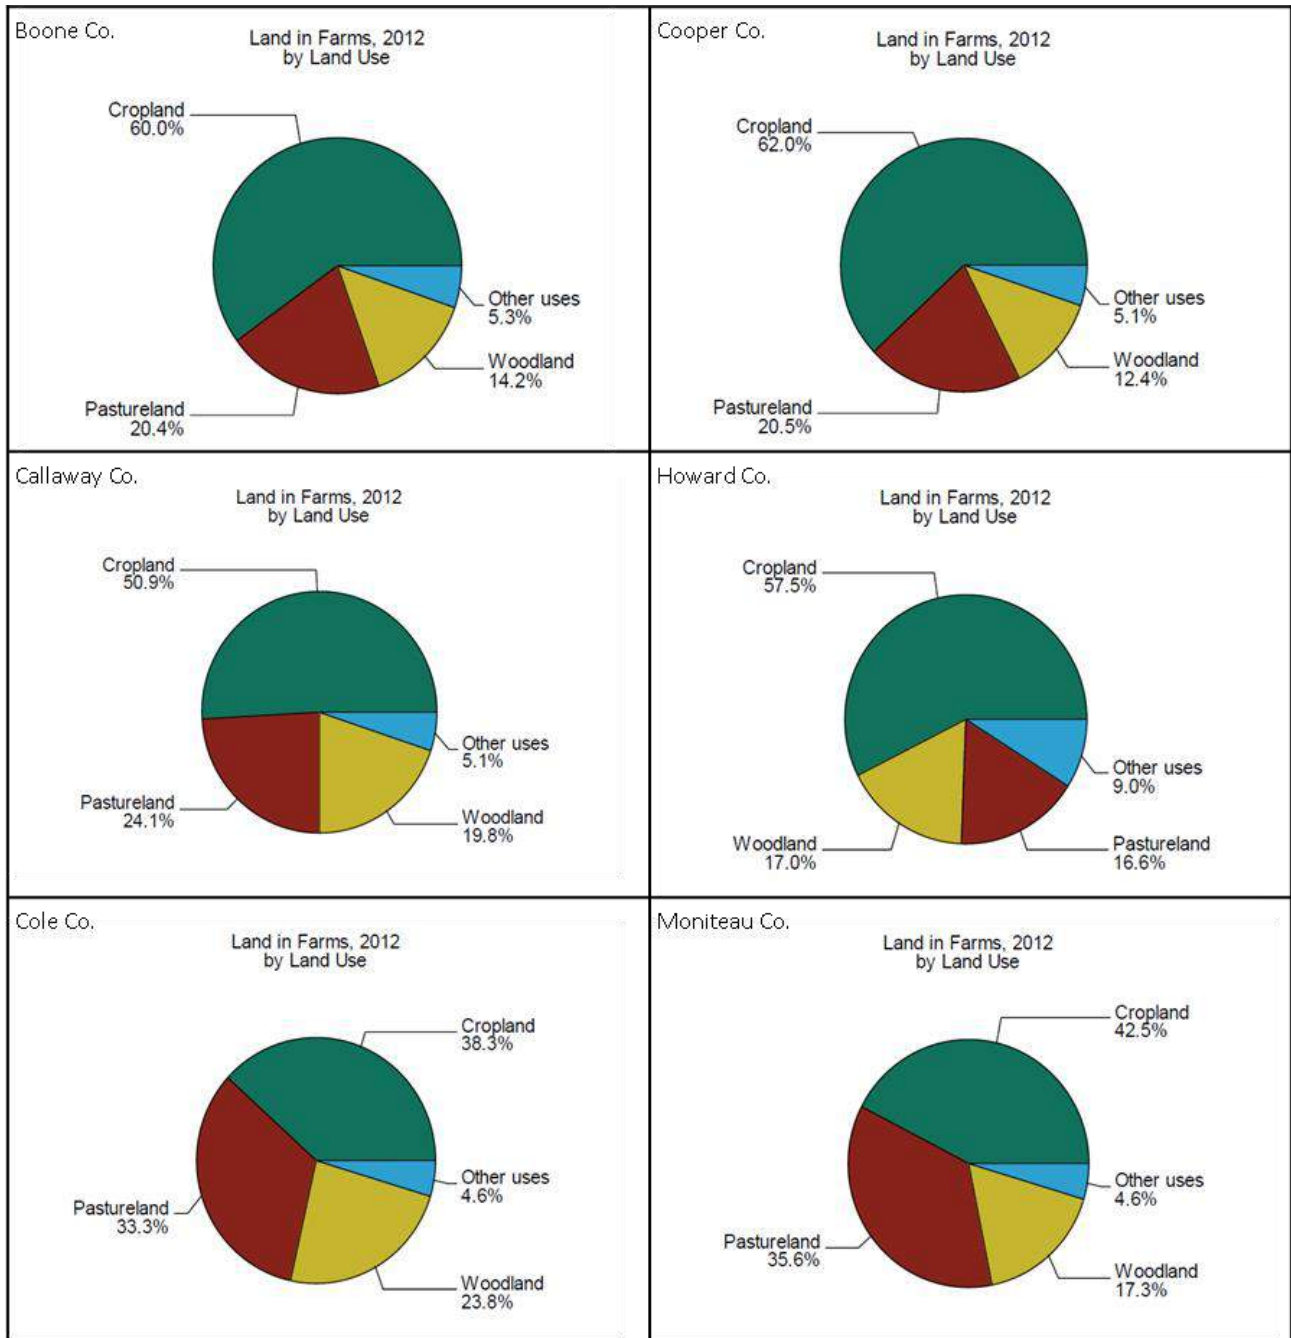 Boone Co.
Land in Farms, 2012
by Land Use
Cropland
60.0%
Other uses
5.3%
Woodland
14.2%
Pastureland
20.4%
Cooper Co.
Land in Farms, 2012
by Land Use
Cropland
62.0%
Other uses
5.1%
Woodland
12.4%
Pastureland
20.5%
Callaway Co.
Land in Farms, 2012
by Land Use
Cropland
50.9%
Other uses
5.1%
Pastureland
24.1%
Woodland
19.8%
Howard Co.
Land in Farms, 2012
by Land Use
Cropland
57.5%
Other uses
9.0%
Woodland
17.0%
Pastureland
16.6%
Cole Co.
Land in Farms, 2012
by Land Use
Cropland
38.3%
Other uses
4.6%
Pastureland
33.3%
Woodland
23.8%
Moniteau Co.
Land in Farms, 2012
by Land Use
Cropland
42.5%
Other uses
4.6%
Pastureland
35.6%
Woodland
17.3%